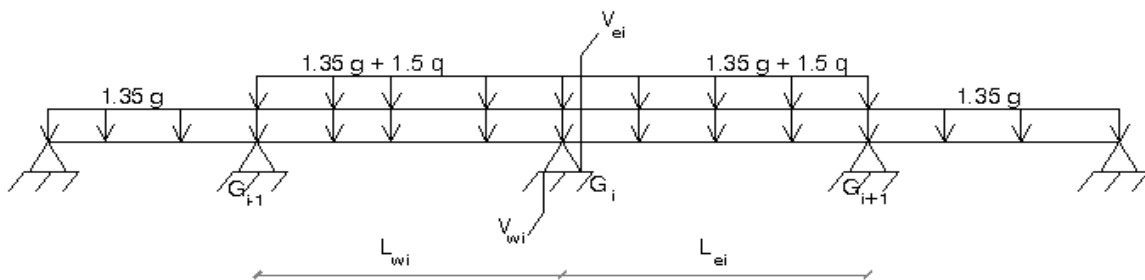 V_ei
1.35 g + 1.5 q
1.35 g + 1.5 q
1.35 g
1.35 g
G_i-1
G_i
G_i+1
V_wi
L_wi
L_ei